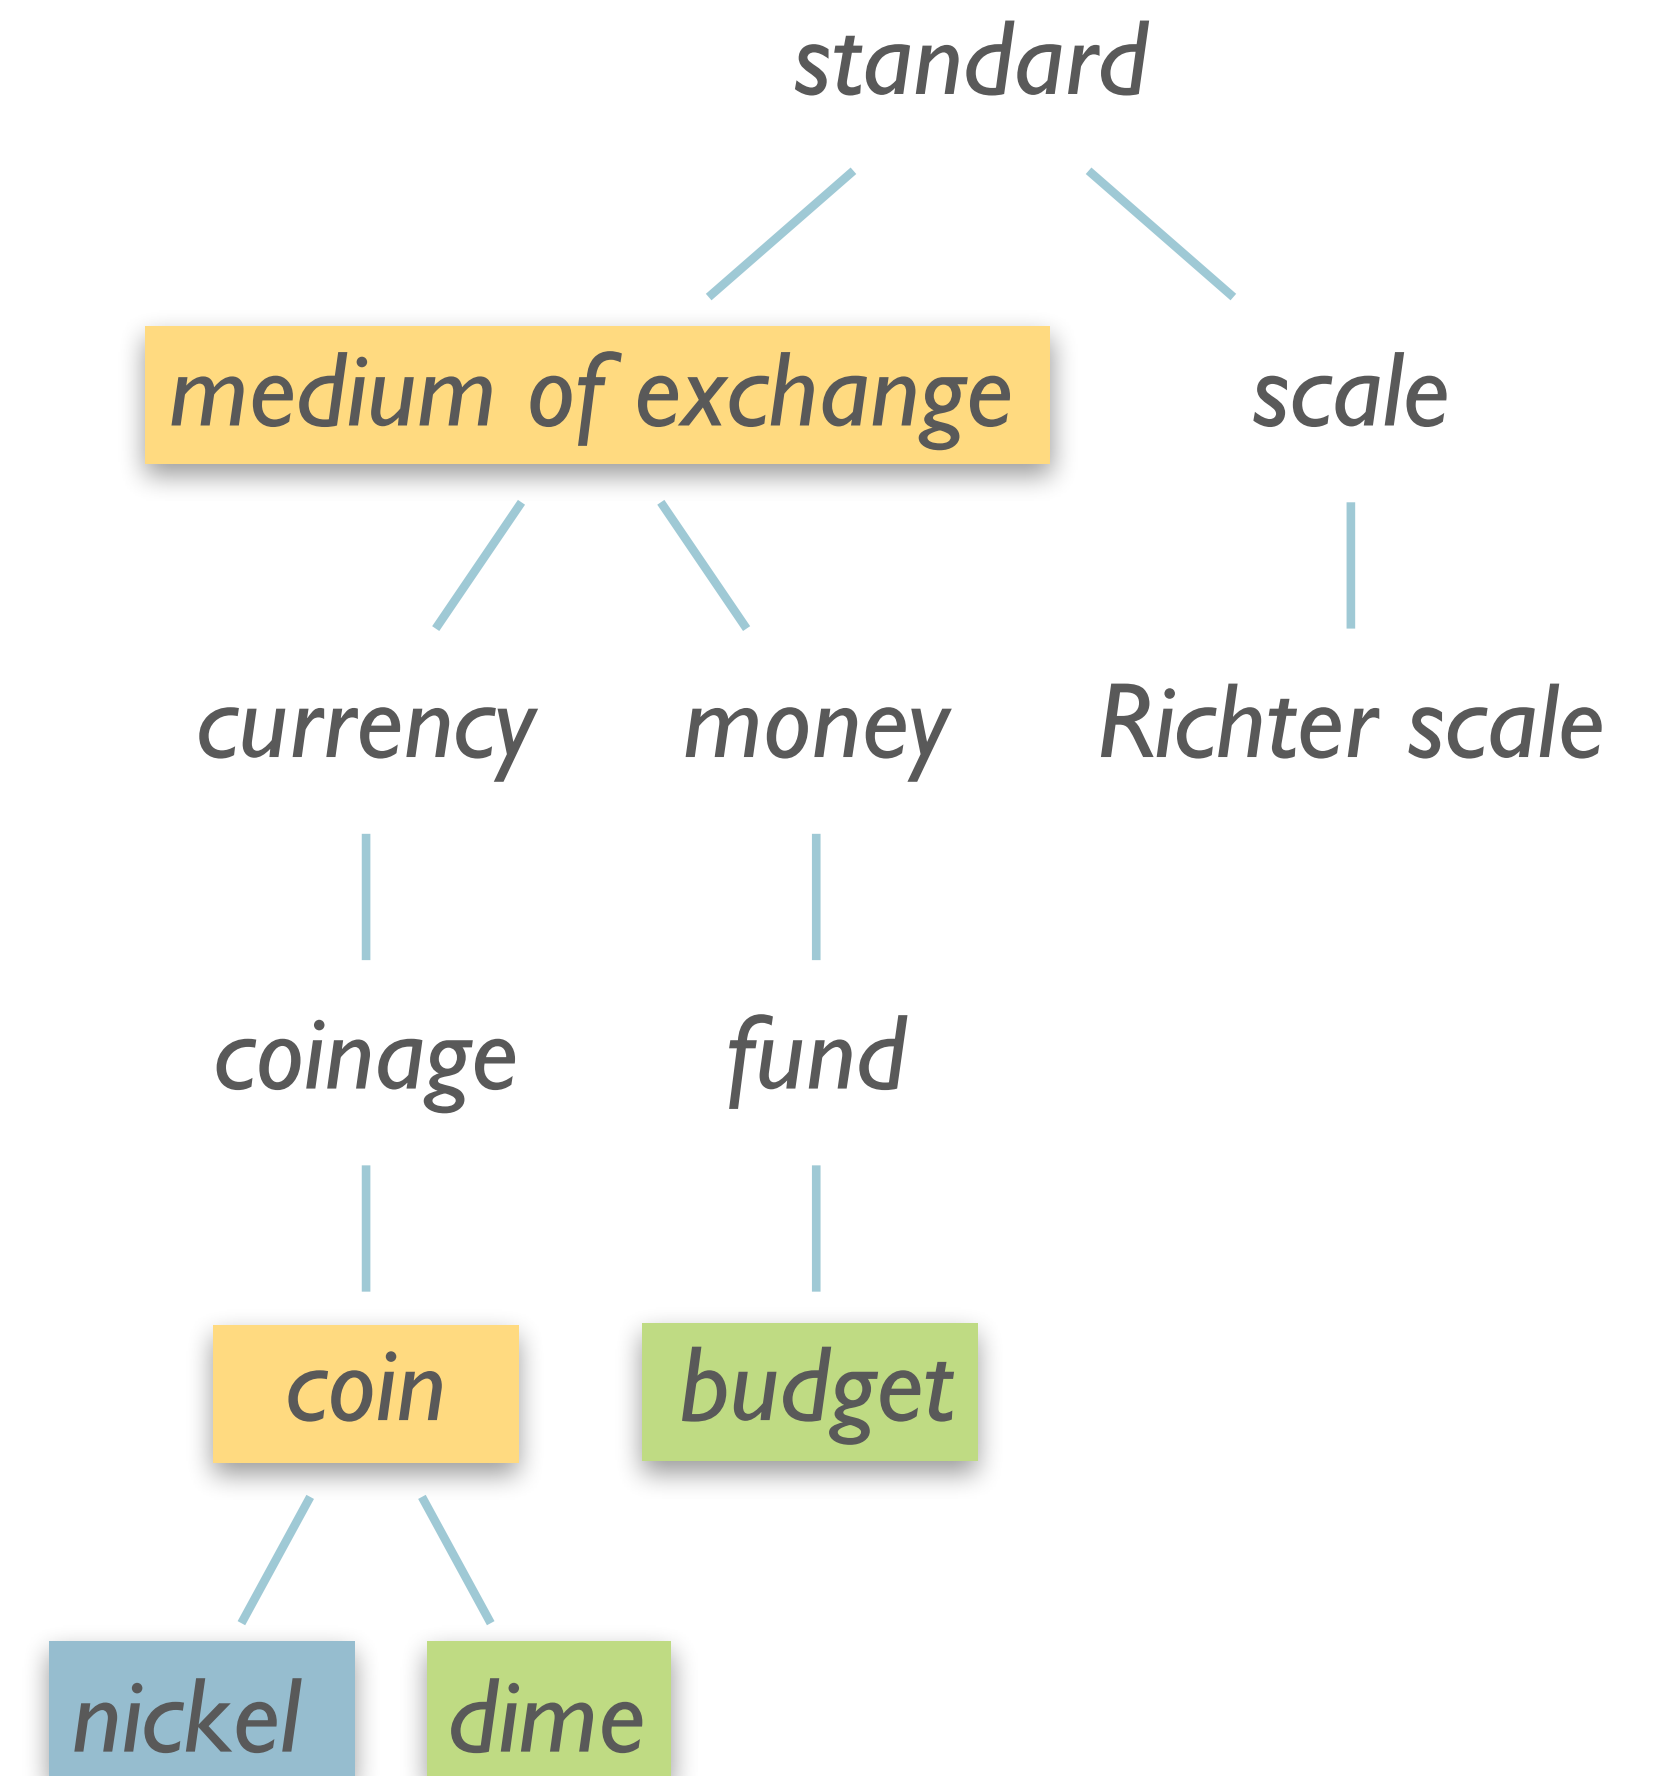 standard
medium of exchange
scale
currency
money
Richter scale
coinage
fund
coin
budget
nickel
dime